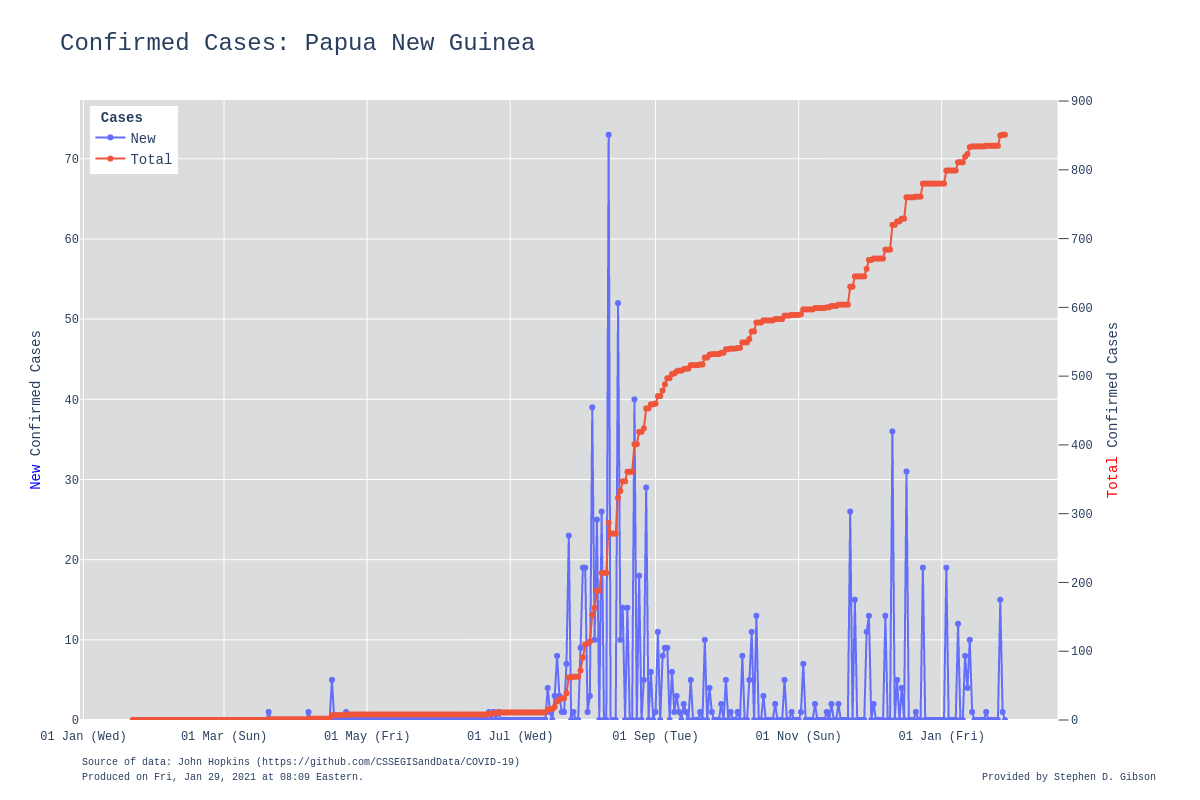 Confirmed Cases: Papua New Guinea
Cases
New
Total
0
10
20
30
40
50
60
70
New Confirmed Cases
0
100
200
300
400
500
600
700
800
900
Total Confirmed Cases
01 Jan (Wed)
01 Mar (Sun)
01 May (Fri)
01 Jul (Wed)
01 Sep (Tue)
01 Nov (Sun)
01 Jan (Fri)
Source of data: John Hopkins (https://github.com/CSSEGISandData/COVID-19)
Produced on Fri, Jan 29, 2021 at 08:09 Eastern.
Provided by Stephen D. Gibson